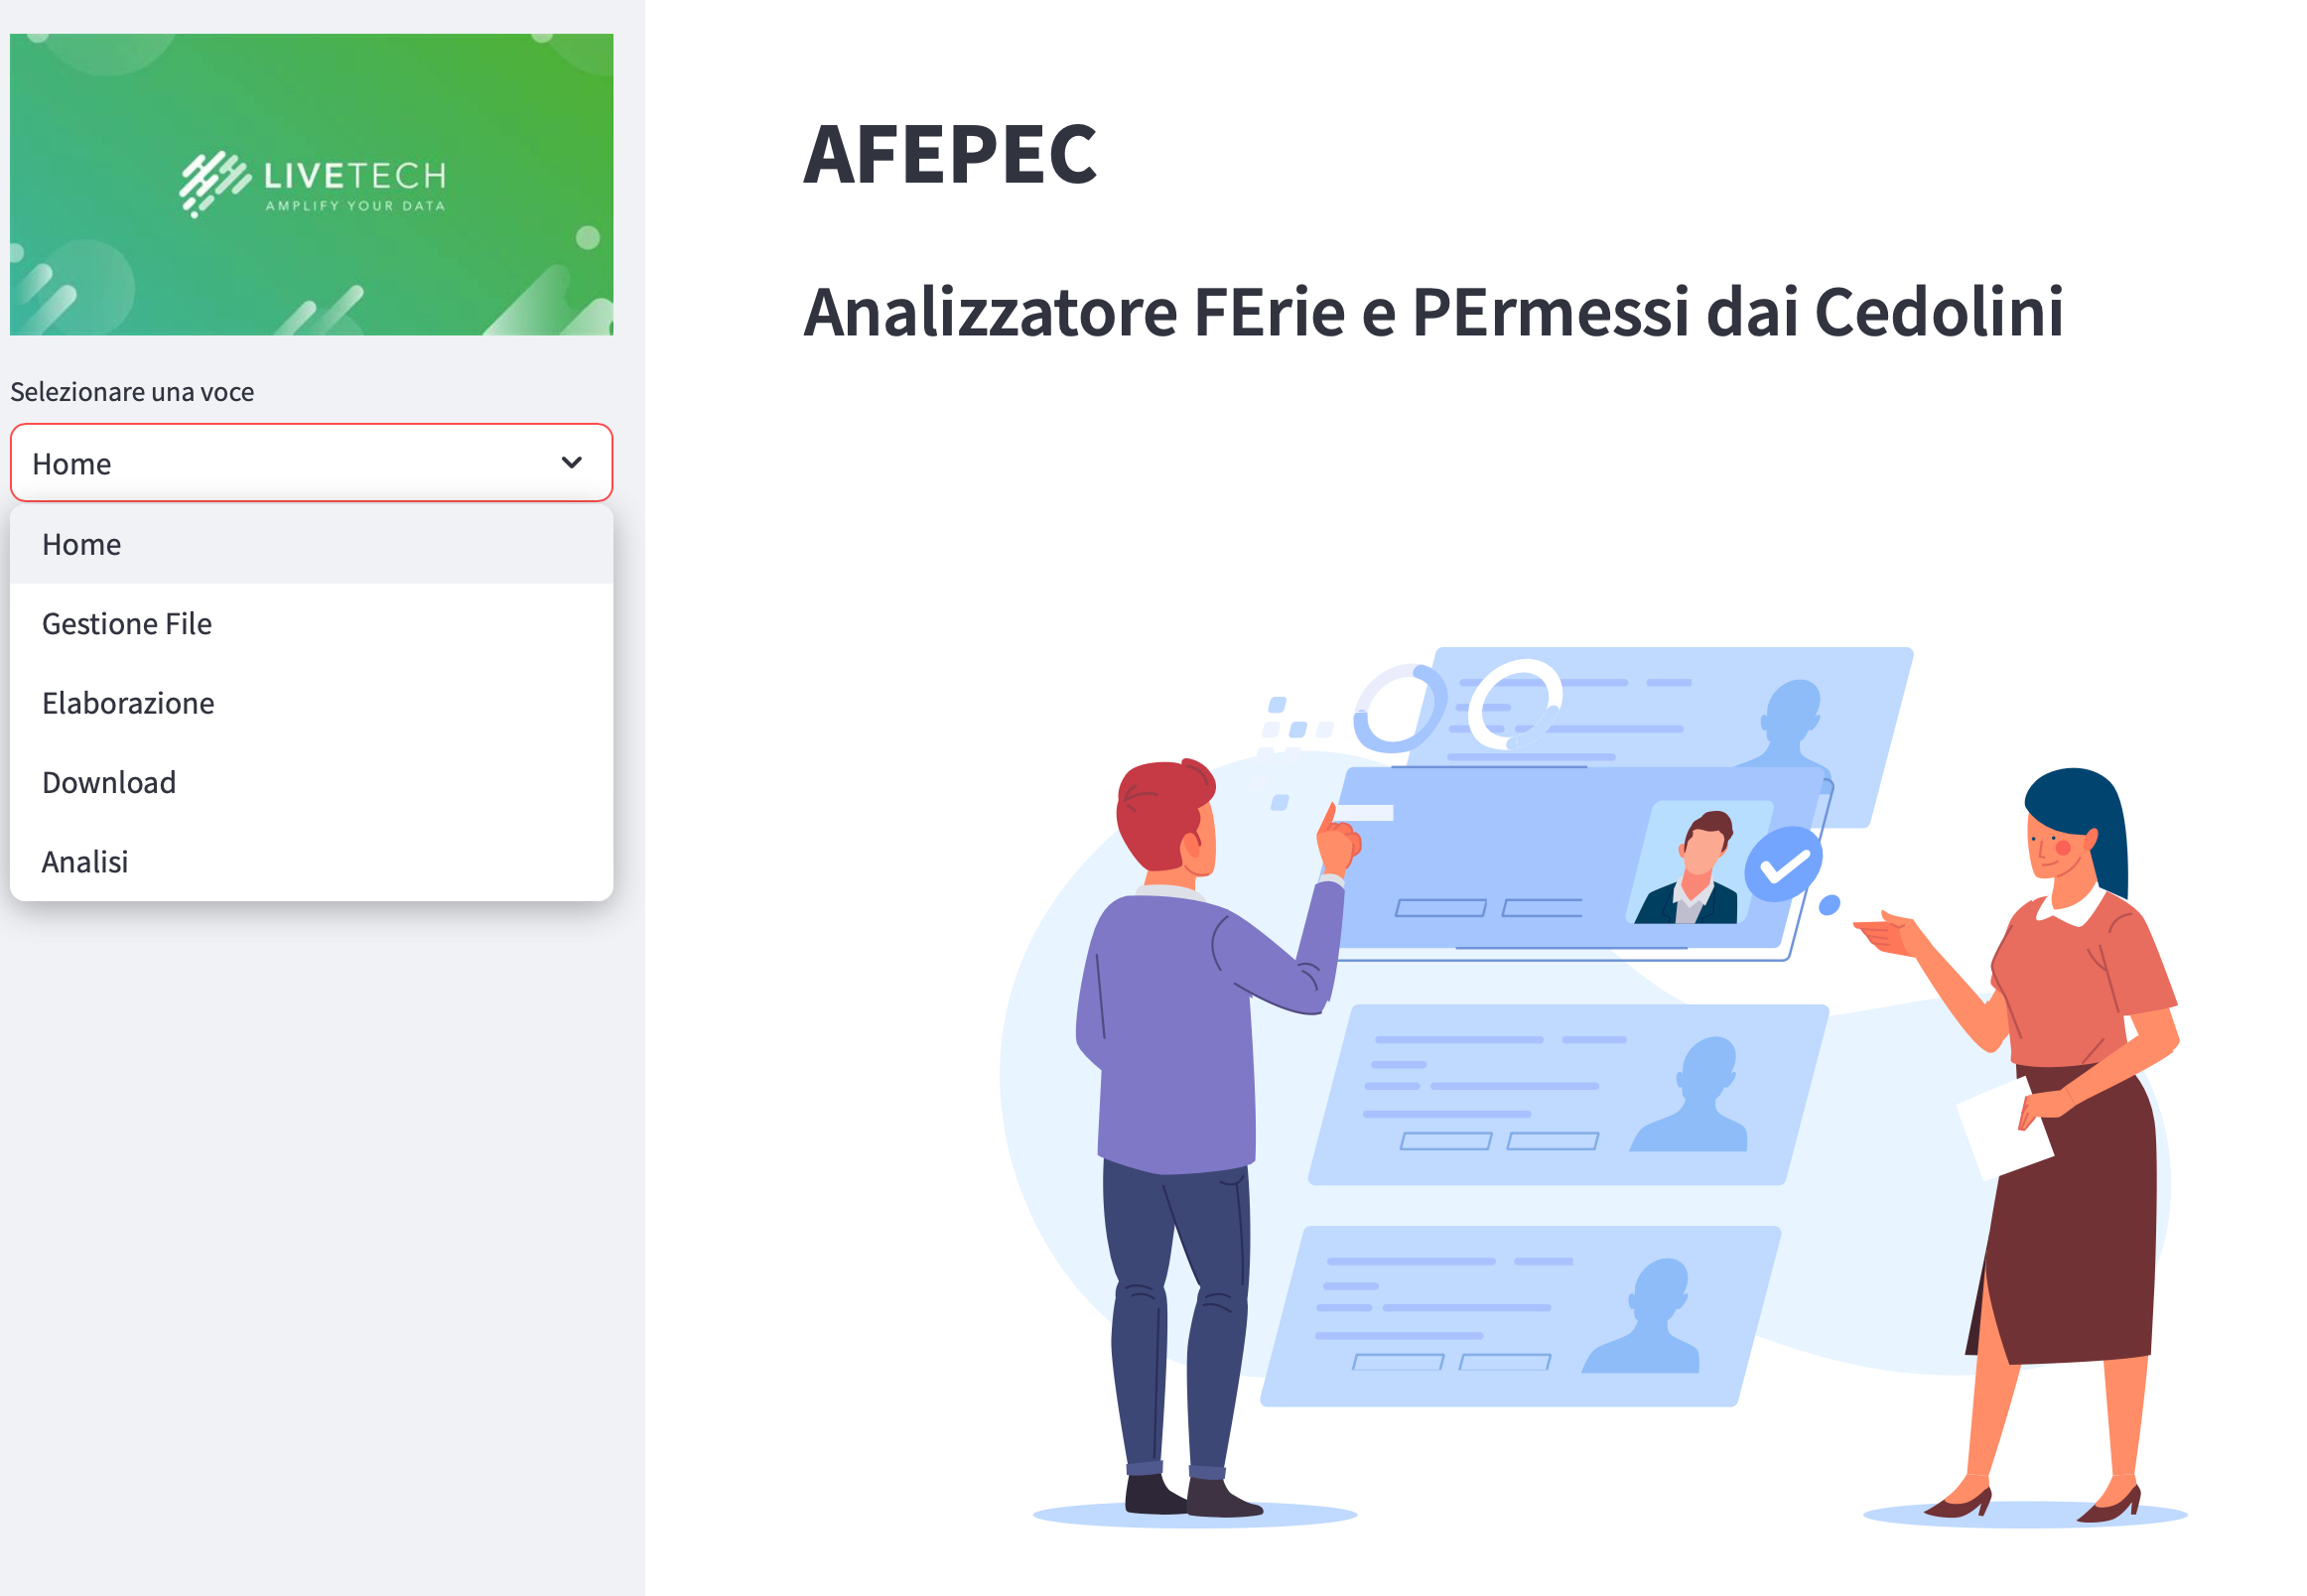 LIVETECH
AMPLIFY YOUR DATA
Selezionare una voce
Home
Home
Gestione File
Elaborazione
Download
Analisi
AFEPEC
Analizzatore FErie e PErmessi dai Cedolini